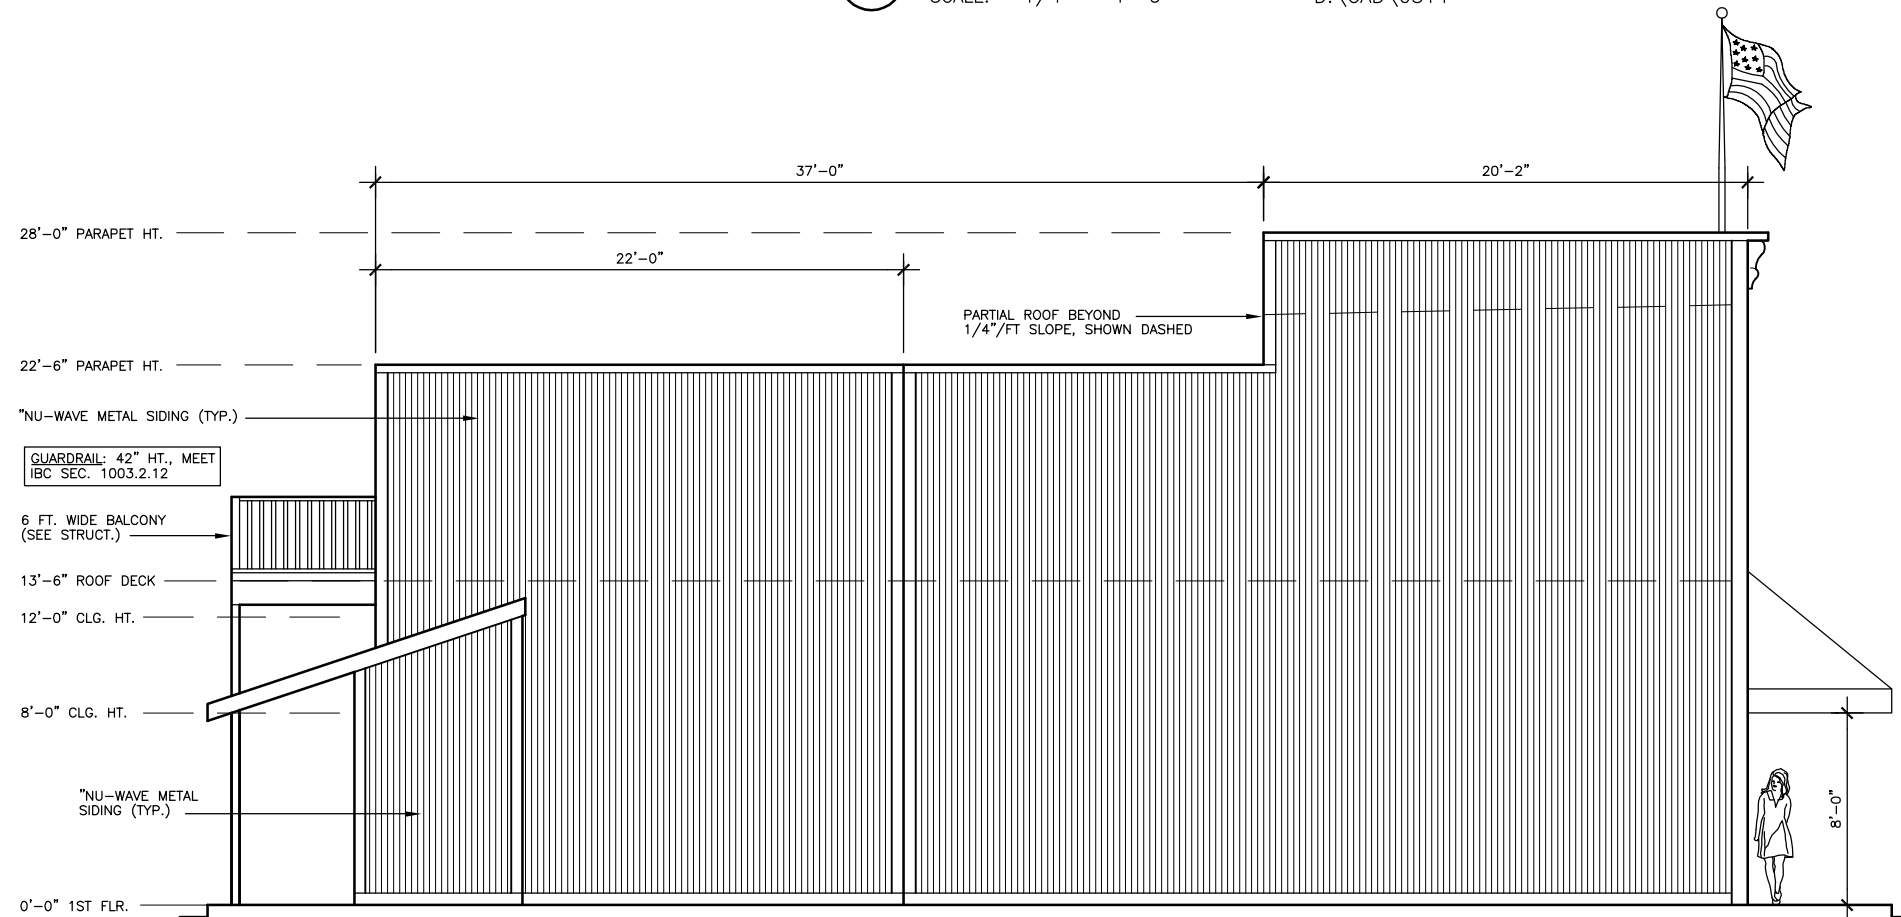 37'-0"
20'-2"
28'-0" PARAPET HT.
22'-0"
PARTIAL ROOF BEYOND
1/4"/FT SLOPE, SHOWN DASHED
22'-6" PARAPET HT.
"NU-WAVE METAL SIDING (TYP.)
GUARDRAIL: 42" HT., MEET
IBC SEC. 1003.2.12
6 FT. WIDE BALCONY
(SEE STRUCT.)
13'-6" ROOF DECK
12'-0" CLG. HT.
8'-0" CLG. HT.
"NU-WAVE METAL
SIDING (TYP.)
8'-0"
0'-0" 1ST FLR.